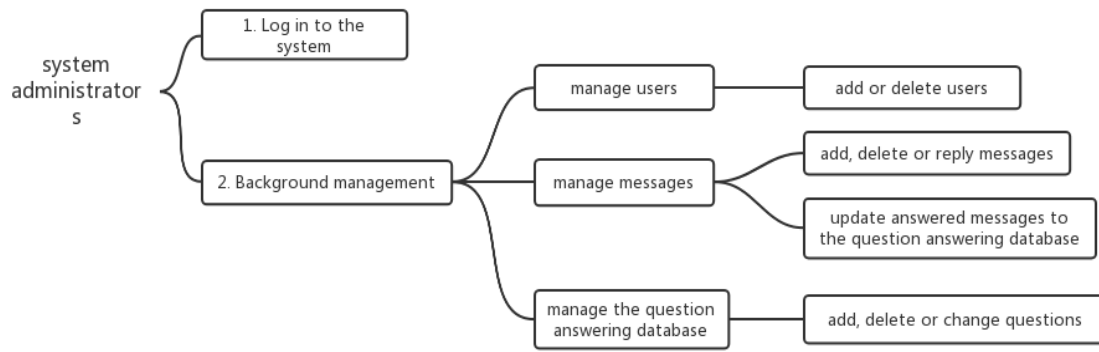 system
administrator
s
1. Log in to the
system
2. Background management
manage users
add or delete users
manage messages
add, delete or reply messages
update answered messages to
the question answering database
manage the question
answering database
add, delete or change questions